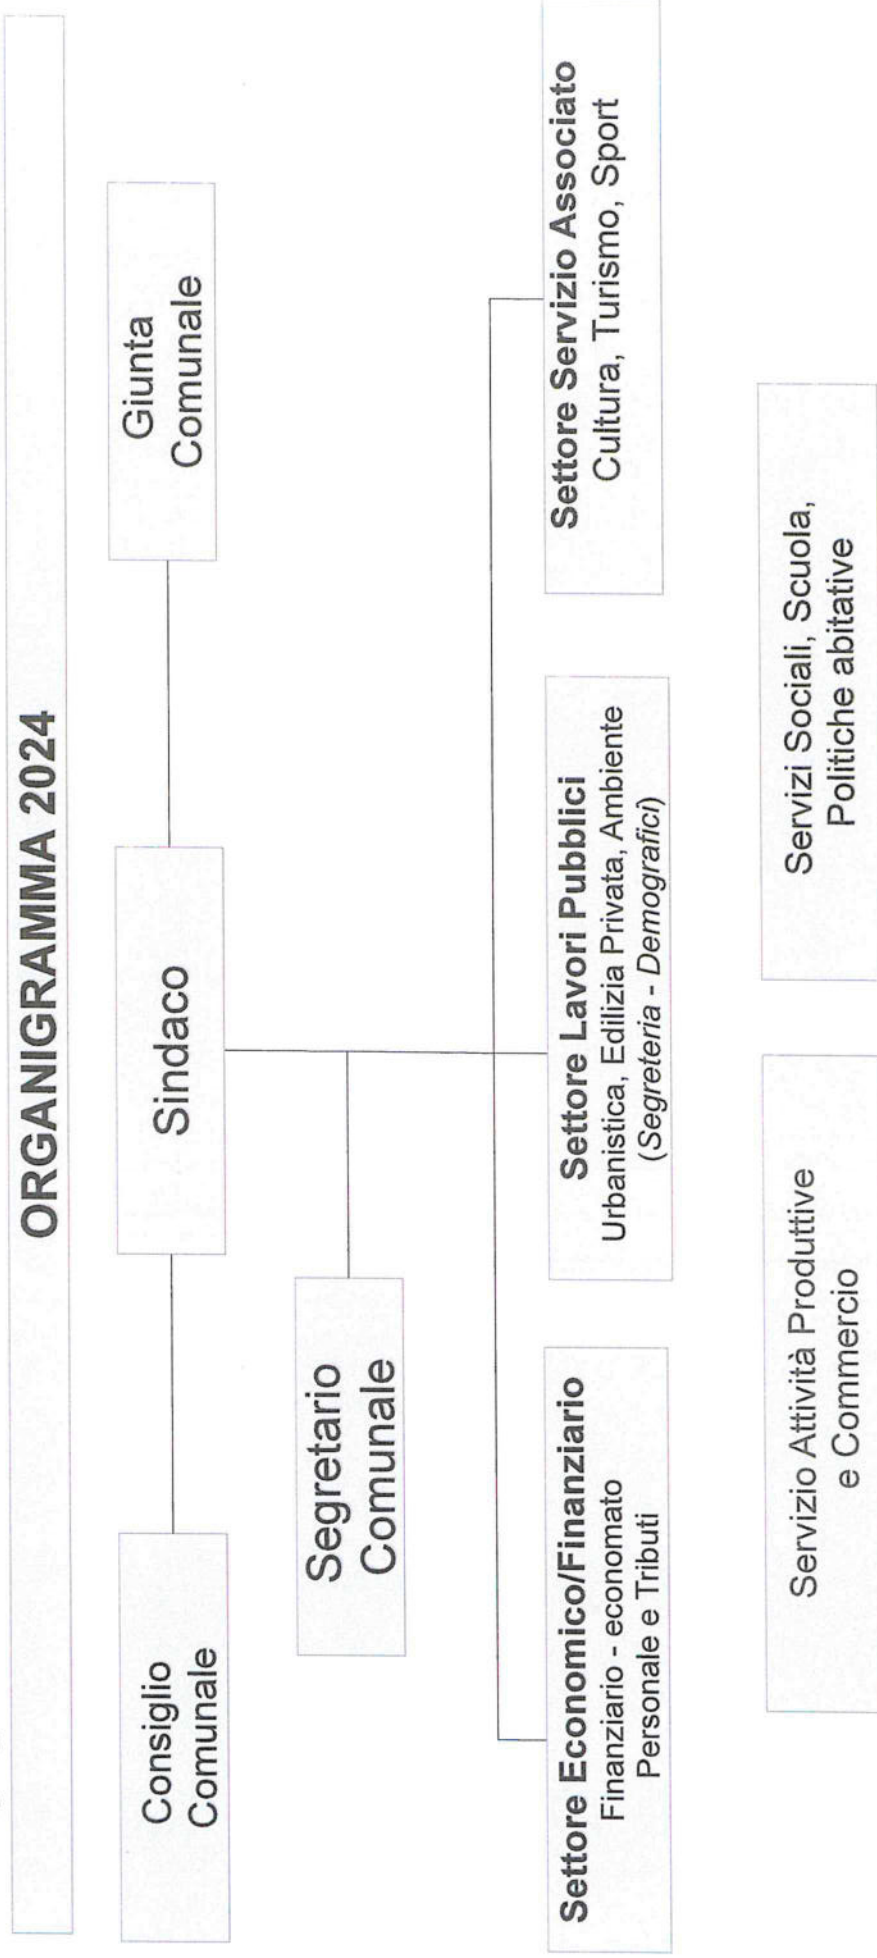 ORGANIGRAMMA 2024
Consiglio
Comunale
Sindaco
Giunta
Comunale
Segretario
Comunale
Settore Economico/Finanziario
Finanziario - economato
Personale e Tributi
Settore Lavori Pubblici
Urbanistica, Edilizia Privata, Ambiente
(Segreteria - Demografici)
Settore Servizio Associato
Cultura, Turismo, Sport
Servizio Attività Produttive
e Commercio
Servizi Sociali, Scuola,
Politiche abitative